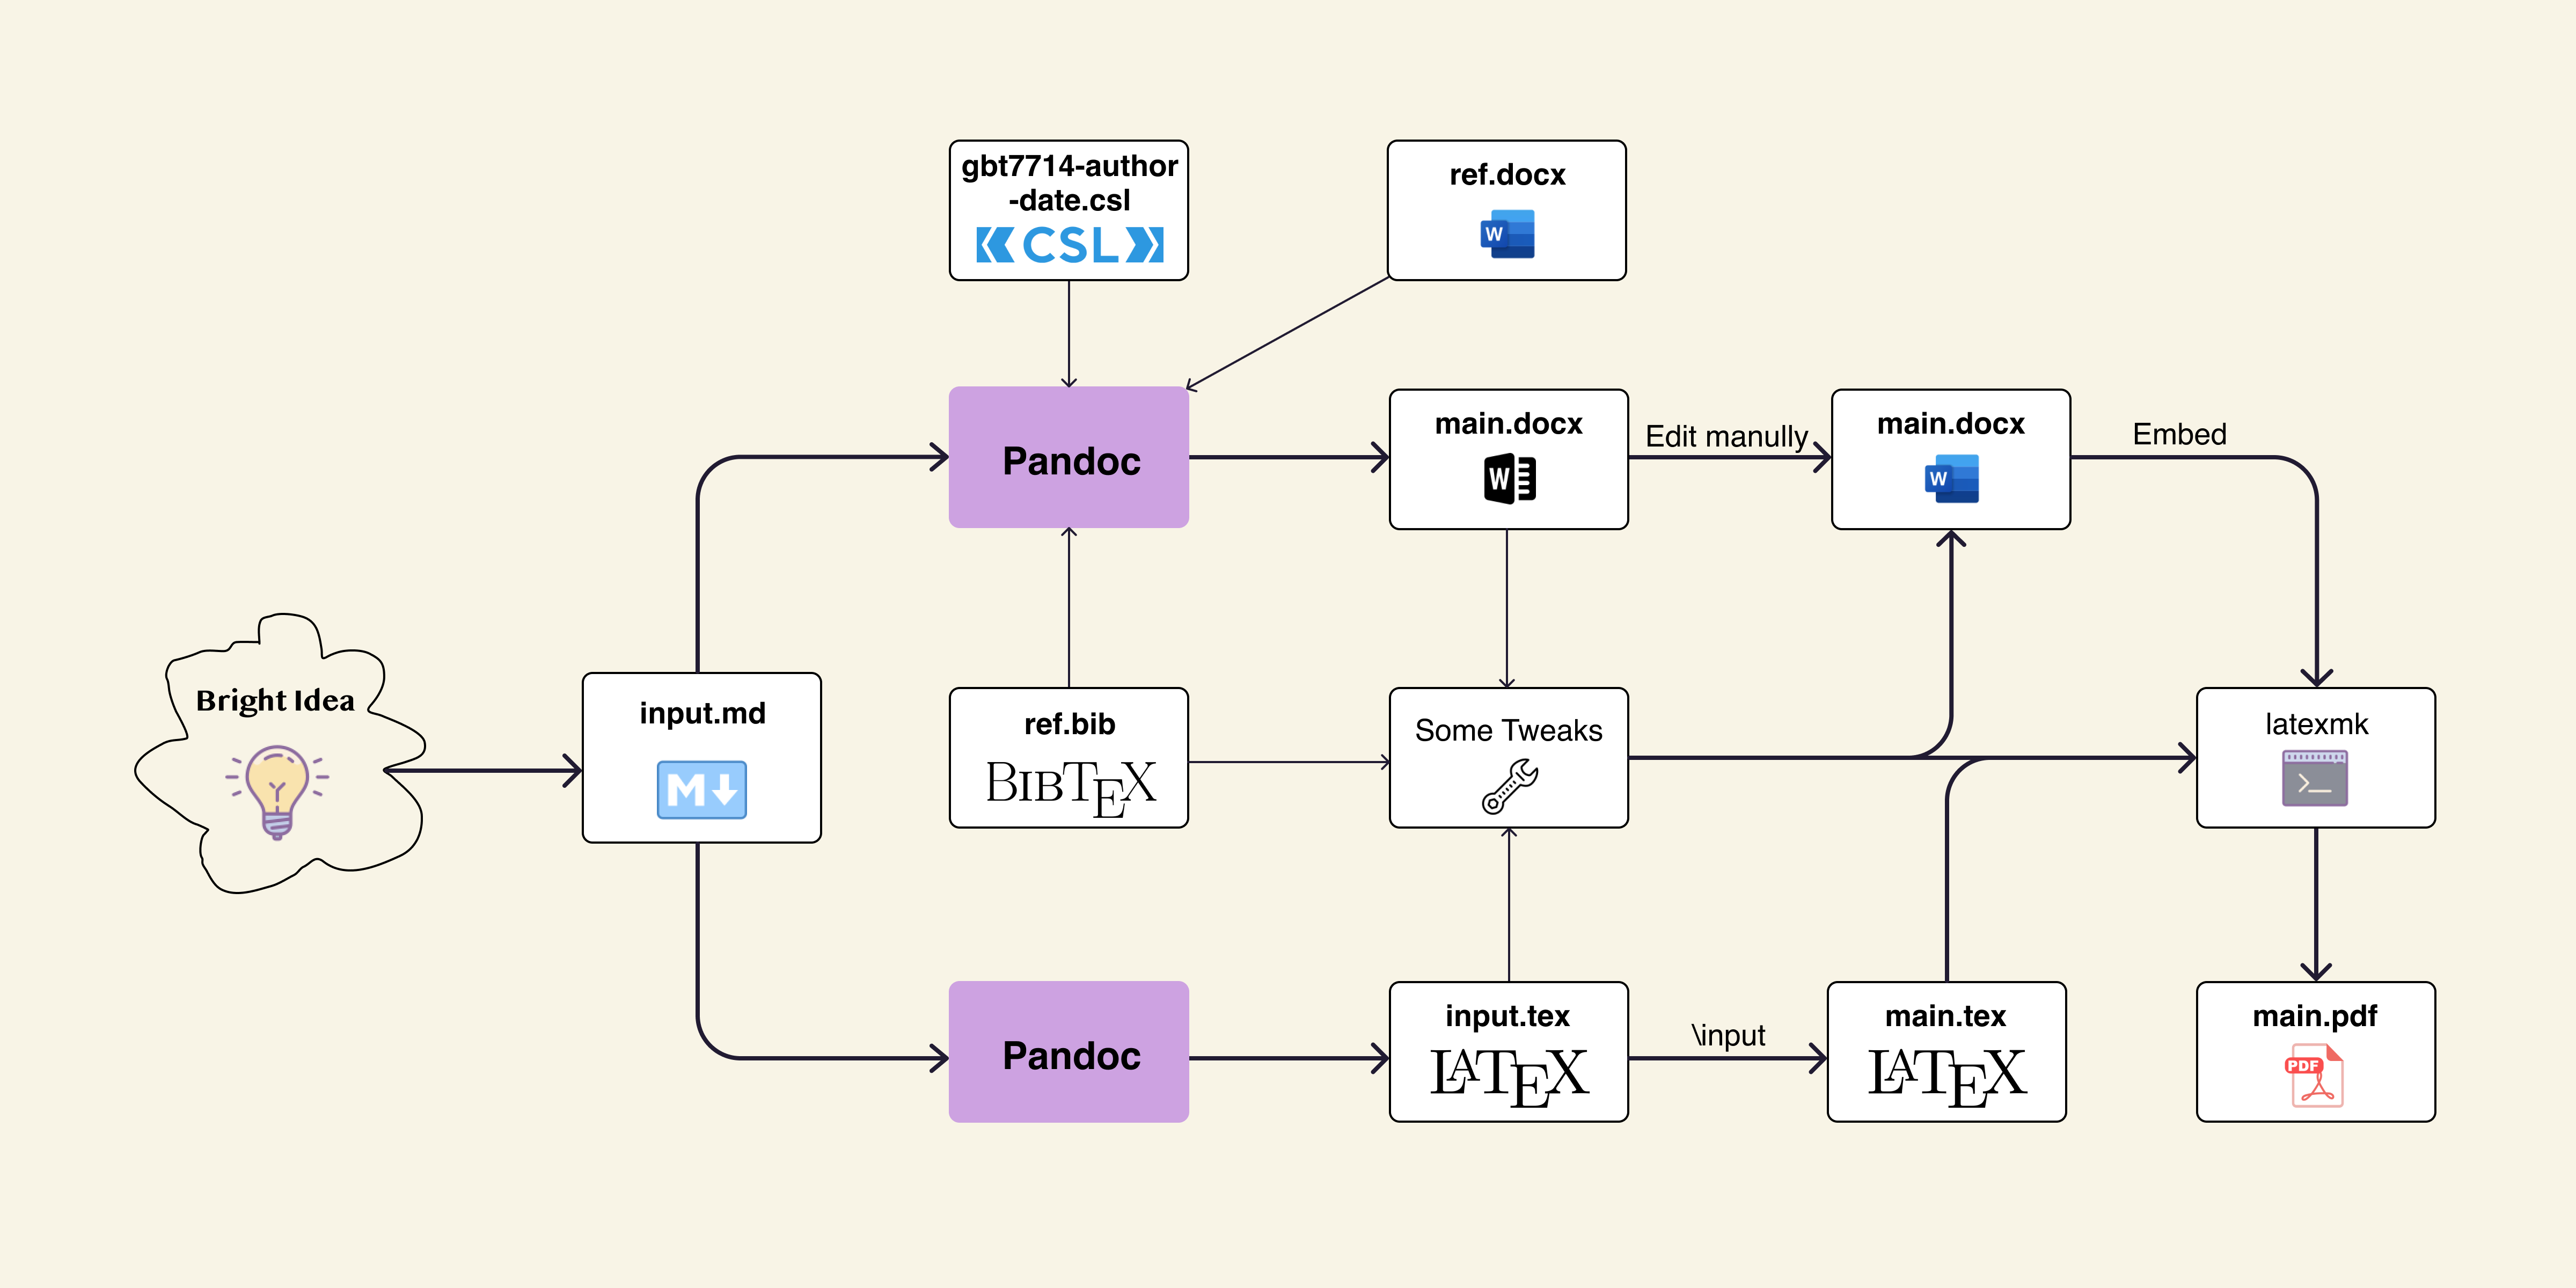 gbt7714-author
-date.csl
CSL
ref.docx
W
Pandoc
main.docx
W
Edit manully
main.docx
W
Embed
Bright Idea
input.md
M
ref.bib
BIBTEX
Some Tweaks
latexmk
>_
Pandoc
input.tex
LATEX
\input
main.tex
LATEX
main.pdf
PDF